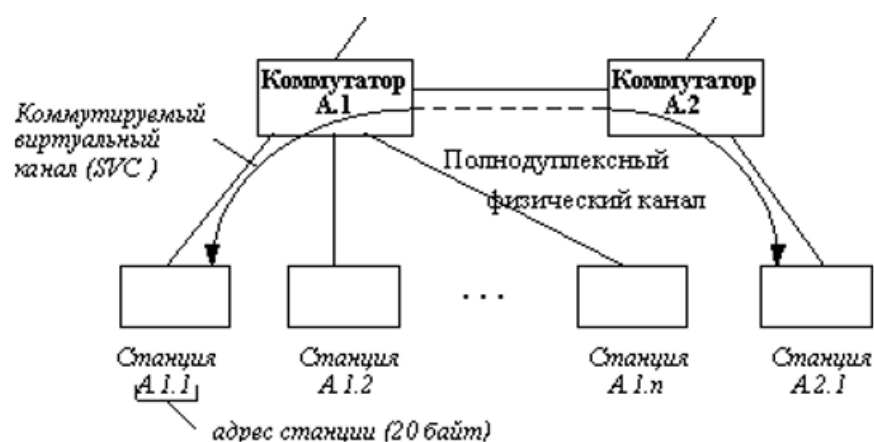 Коммутатор
A.1
Коммутатор
A.2
Коммутируемый
виртуальный
канал (SVC )
Полнодуплексный
физический канал
. . .
Станция
A.1.1
Станция
A.1.2
Станция
A.1.n
Станция
A.2.1
адрес станции (20 байт)